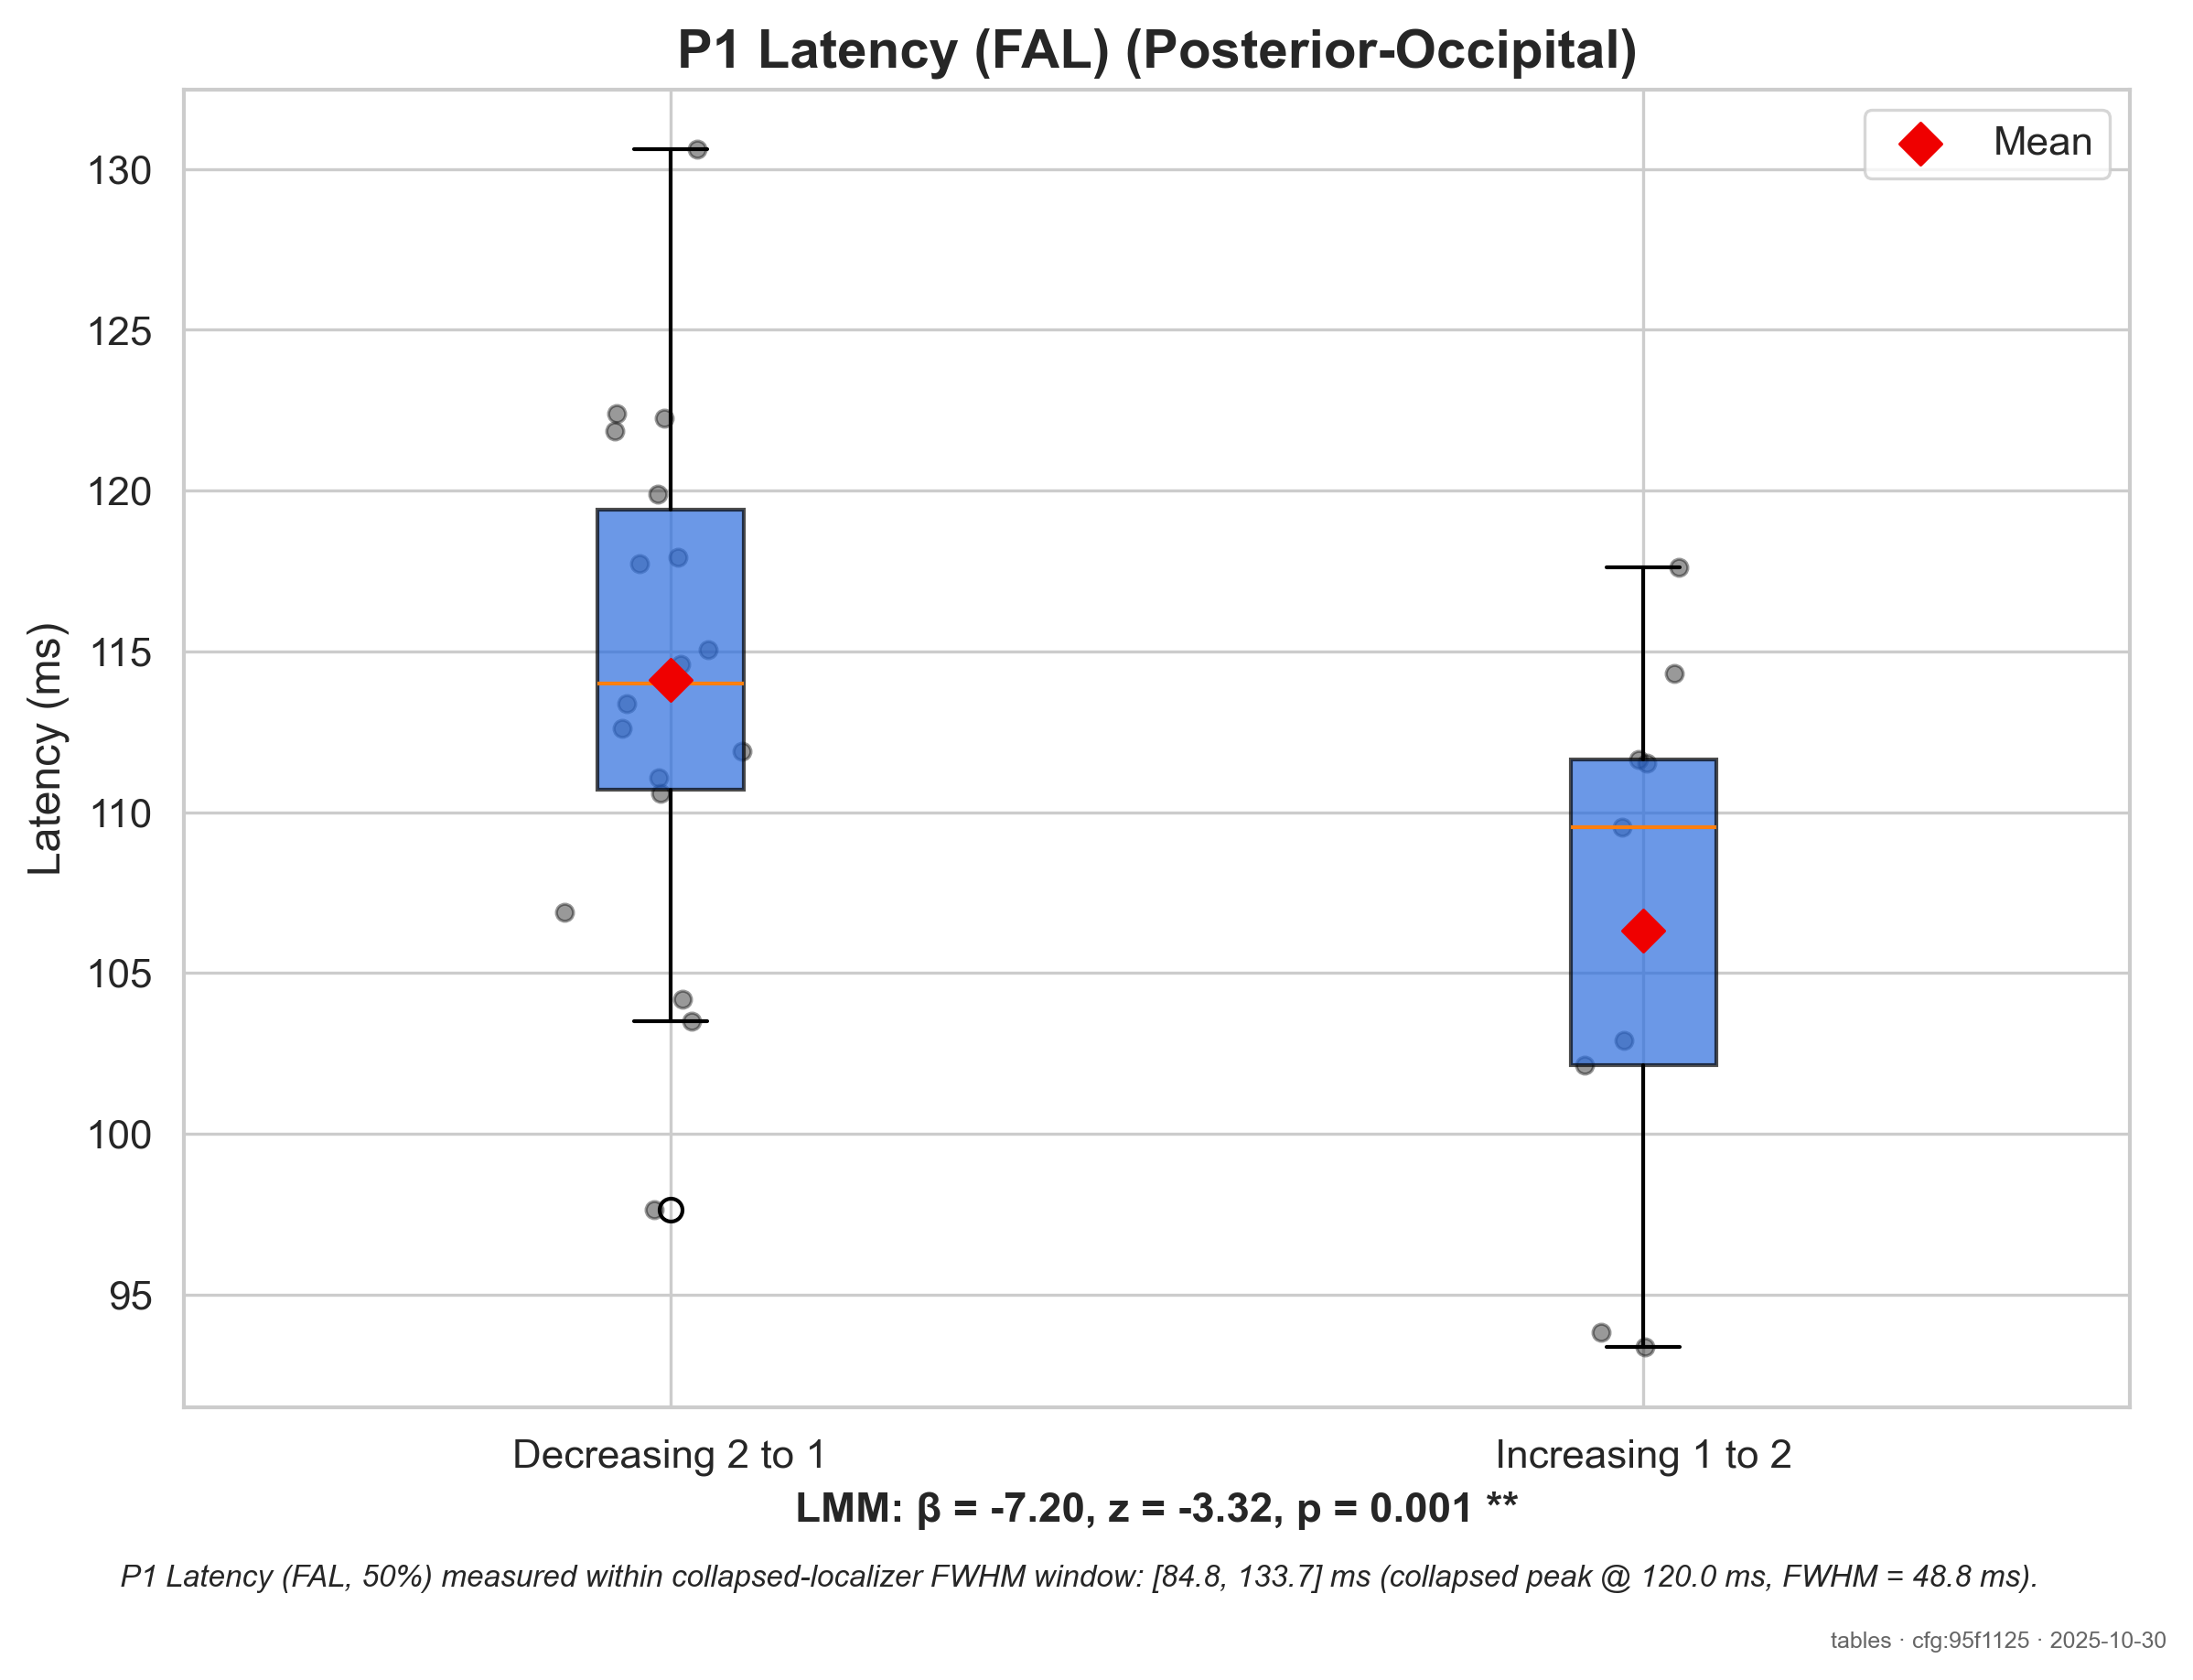 P1 Latency (FAL) (Posterior-Occipital)
Mean
Latency (ms)
130
125
120
115
110
105
100
95
Decreasing 2 to 1
Increasing 1 to 2
LMM: β = -7.20, z = -3.32, p = 0.001 **
P1 Latency (FAL, 50%) measured within collapsed-localizer FWHM window: [84.8, 133.7] ms (collapsed peak @ 120.0 ms, FWHM = 48.8 ms).
tables · cfg:95f1125 · 2025-10-30